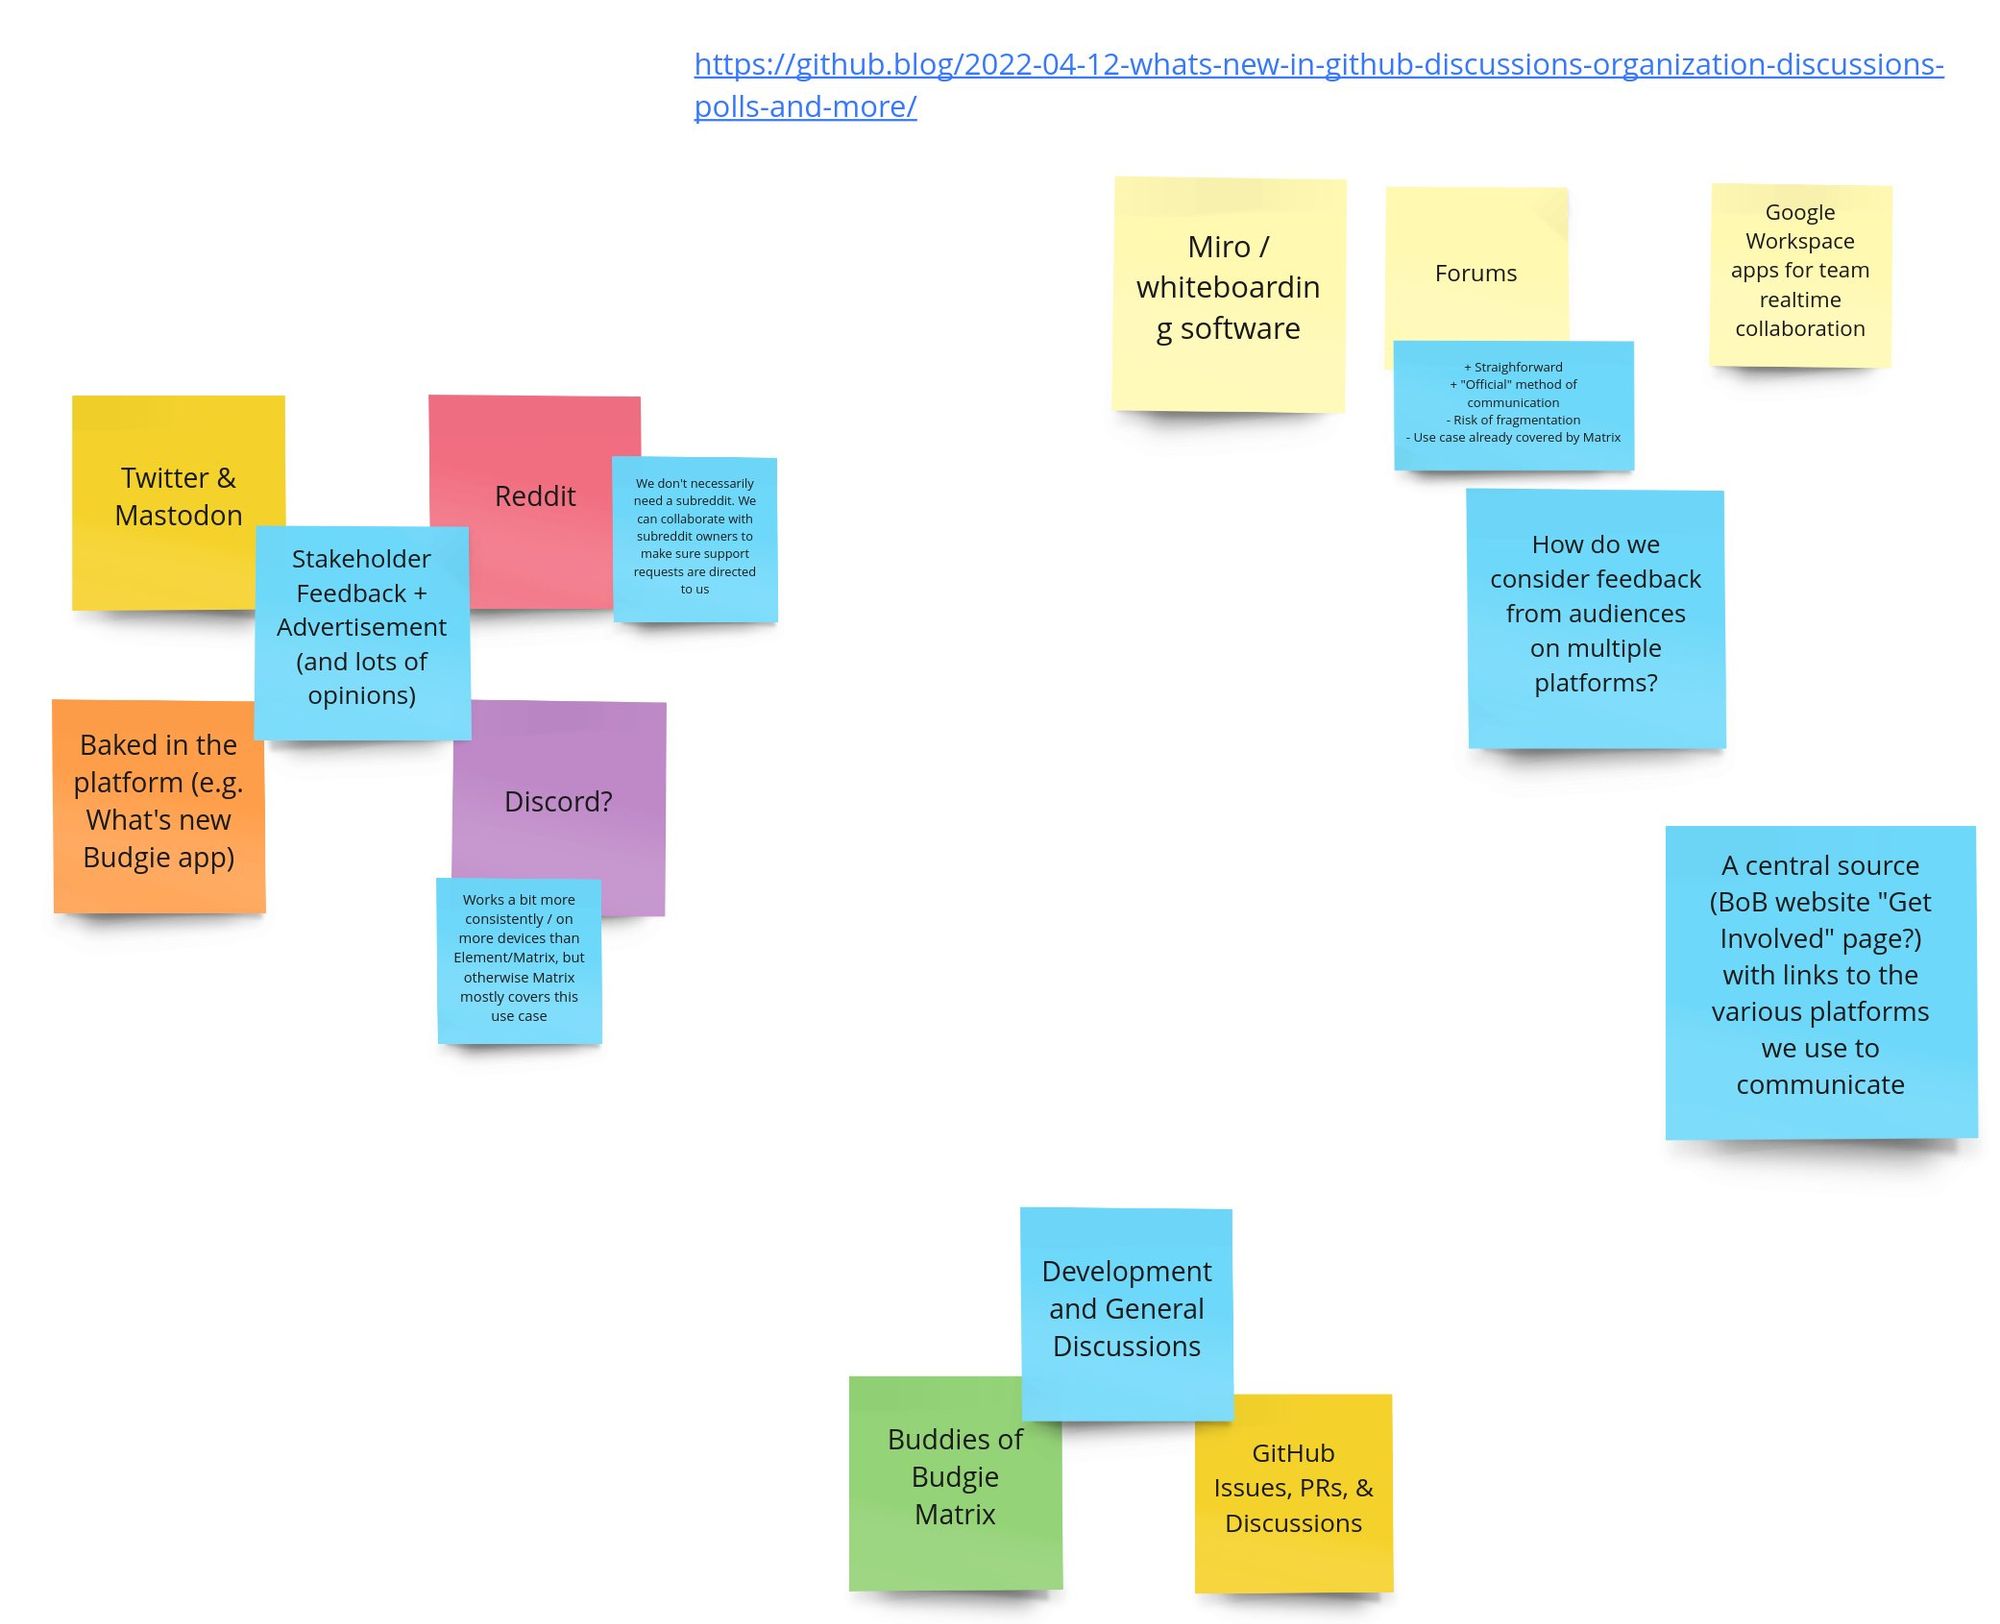 https://github.blog/2022-04-12-whats-new-in-github-discussions-organization-discussions-
polls-and-more/
Miro /
whiteboardin
g software
Forums
Google
Workspace
apps for team
realtime
collaboration
+ Straighforward
+ "Official" method of
communication
- Risk of fragmentation
- Use case already covered by Matrix
Twitter &
Mastodon
Reddit
We don't necessarily
need a subreddit. We
can collaborate with
subreddit owners to
make sure support
requests are directed
to us
Stakeholder
Feedback +
Advertisement
(and lots of
opinions)
How do we
consider feedback
from audiences
on multiple
platforms?
Baked in the
platform (e.g.
What's new
Budgie app)
Discord?
Works a bit more
consistently / on
more devices than
Element/Matrix, but
otherwise Matrix
mostly covers this
use case
A central source
(BoB website "Get
Involved" page?)
with links to the
various platforms
we use to
communicate
Development
and General
Discussions
Buddies of
Budgie
Matrix
GitHub
Issues, PRs, &
Discussions